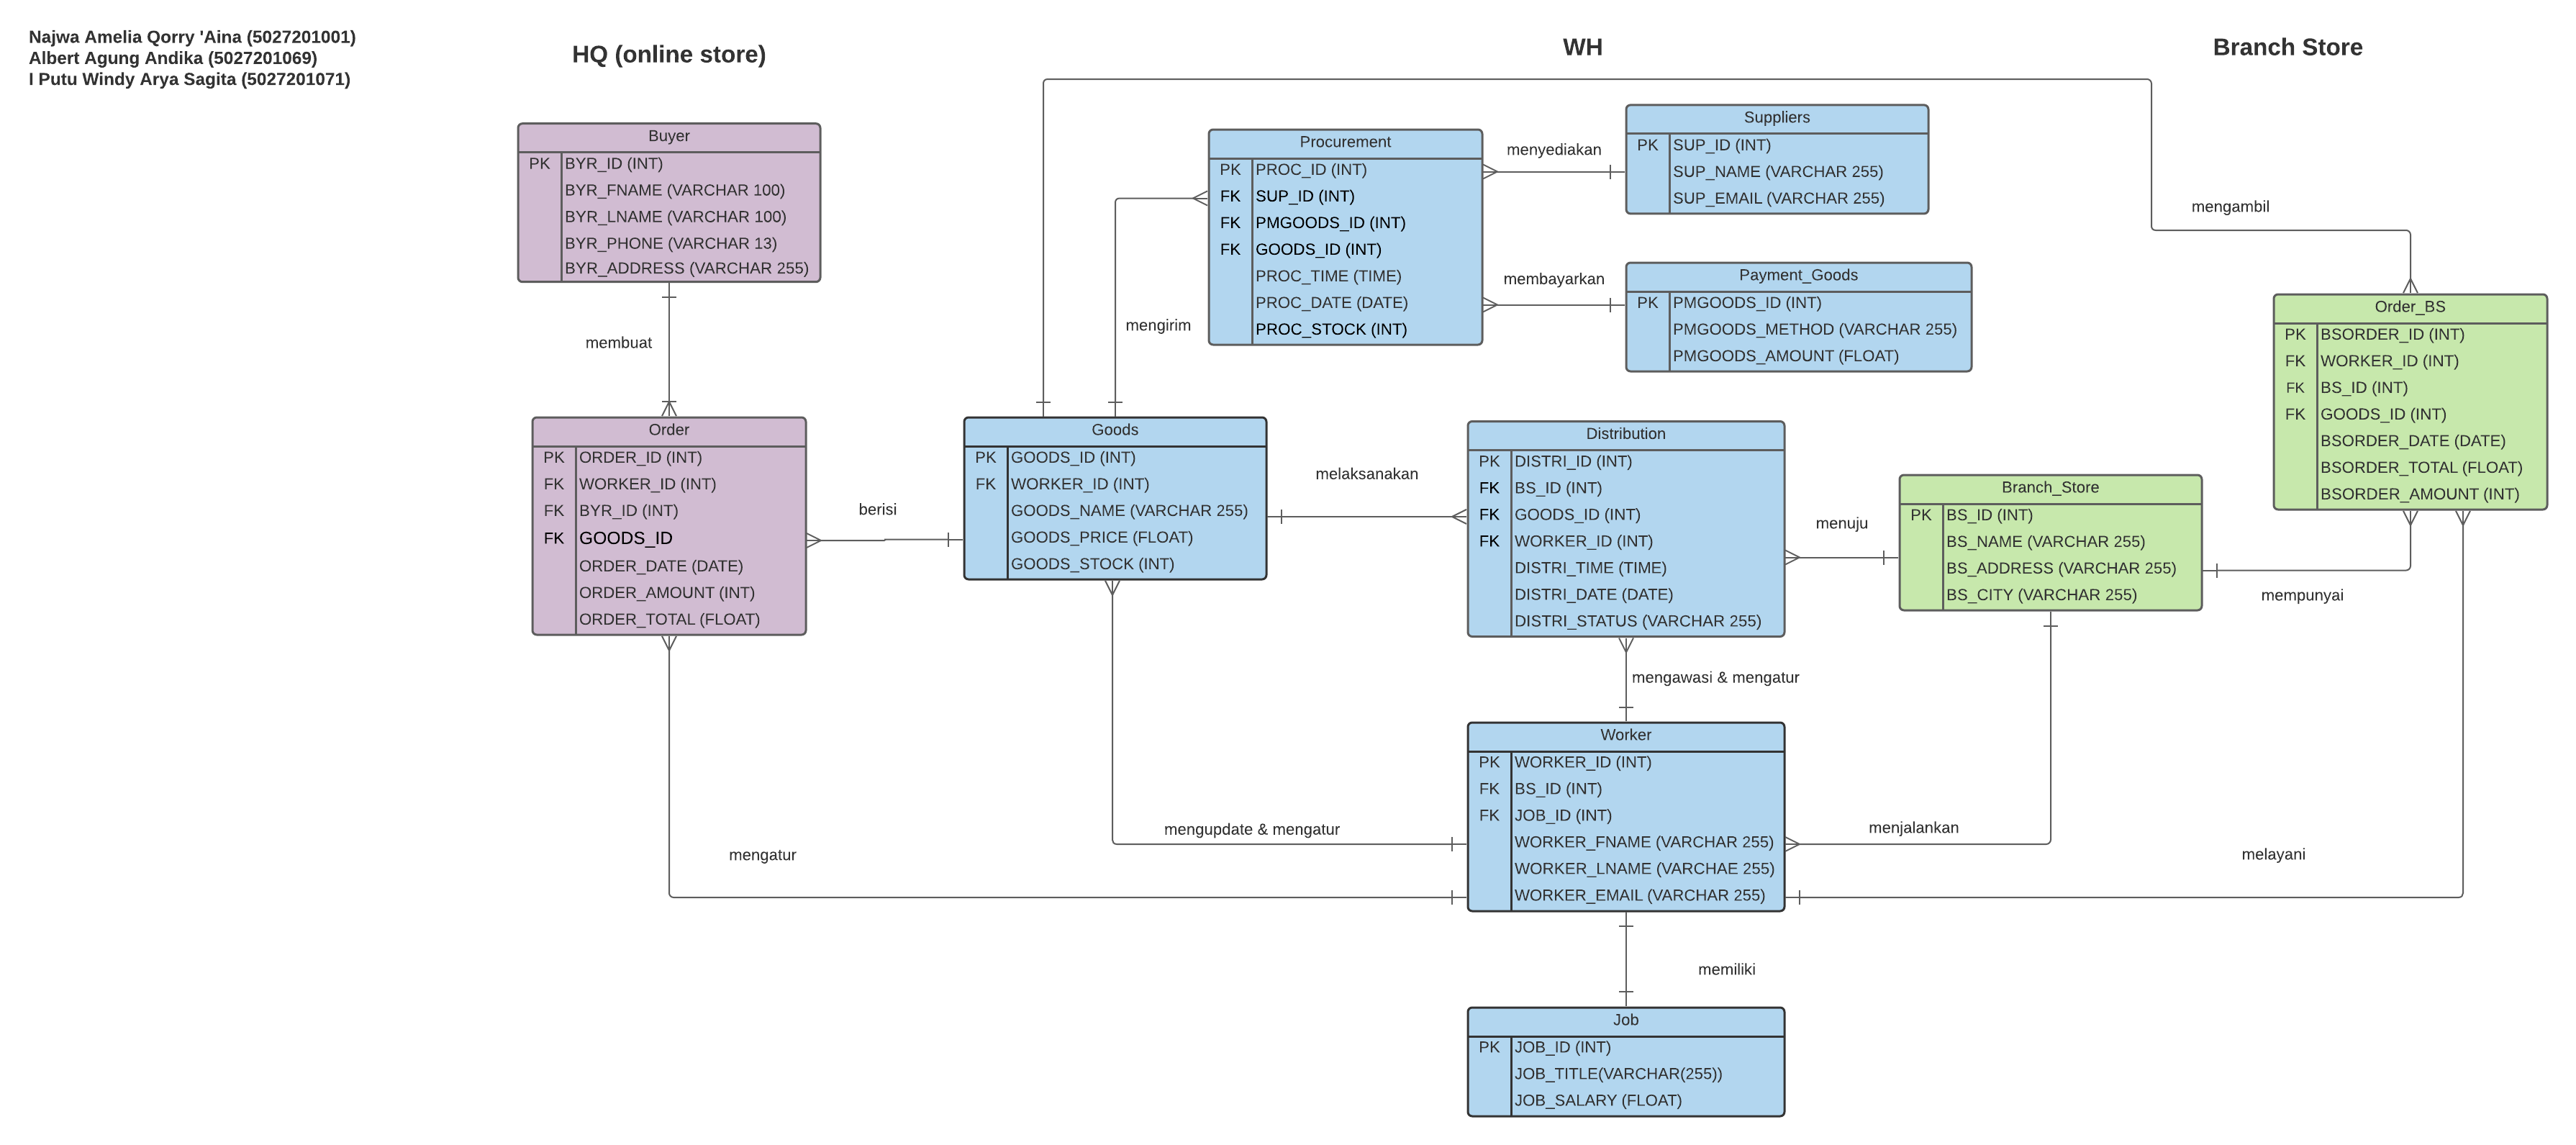 Najwa Amelia Qorry 'Aina (5027201001)
Albert Agung Andika (5027201069)
I Putu Windy Arya Sagita (5027201071)
HQ (online store)
WH
Branch Store
Buyer
PK BYR_ID (INT)
BYR_FNAME (VARCHAR 100)
BYR_LNAME (VARCHAR 100)
BYR_PHONE (VARCHAR 13)
BYR_ADDRESS (VARCHAR 255)
membuat
Order
PK ORDER_ID (INT)
FK WORKER_ID (INT)
FK BYR_ID (INT)
FK GOODS_ID
ORDER_DATE (DATE)
ORDER_AMOUNT (INT)
ORDER_TOTAL (FLOAT)
berisi
mengatur
Goods
PK GOODS_ID (INT)
FK WORKER_ID (INT)
GOODS_NAME (VARCHAR 255)
GOODS_PRICE (FLOAT)
GOODS_STOCK (INT)
mengirim
Procurement
PK PROC_ID (INT)
FK SUP_ID (INT)
FK PMGOODS_ID (INT)
FK GOODS_ID (INT)
PROC_TIME (TIME)
PROC_DATE (DATE)
PROC_STOCK (INT)
menyediakan
membayarkan
Suppliers
PK SUP_ID (INT)
SUP_NAME (VARCHAR 255)
SUP_EMAIL (VARCHAR 255)
Payment_Goods
PK PMGOODS_ID (INT)
PMGOODS_METHOD (VARCHAR 255)
PMGOODS_AMOUNT (FLOAT)
melaksanakan
Distribution
PK DISTRI_ID (INT)
FK BS_ID (INT)
FK GOODS_ID (INT)
FK WORKER_ID (INT)
DISTRI_TIME (TIME)
DISTRI_DATE (DATE)
DISTRI_STATUS (VARCHAR 255)
menuju
mengawasi & mengatur
mengupdate & mengatur
Worker
PK WORKER_ID (INT)
FK BS_ID (INT)
FK JOB_ID (INT)
WORKER_FNAME (VARCHAR 255)
WORKER_LNAME (VARCHAE 255)
WORKER_EMAIL (VARCHAR 255)
memiliki
Job
PK JOB_ID (INT)
JOB_TITLE(VARCHAR(255))
JOB_SALARY (FLOAT)
mengambil
Order_BS
PK BSORDER_ID (INT)
FK WORKER_ID (INT)
FK BS_ID (INT)
FK GOODS_ID (INT)
BSORDER_DATE (DATE)
BSORDER_TOTAL (FLOAT)
BSORDER_AMOUNT (INT)
Branch_Store
PK BS_ID (INT)
BS_NAME (VARCHAR 255)
BS_ADDRESS (VARCHAR 255)
BS_CITY (VARCHAR 255)
mempunyai
menjalankan
melayani